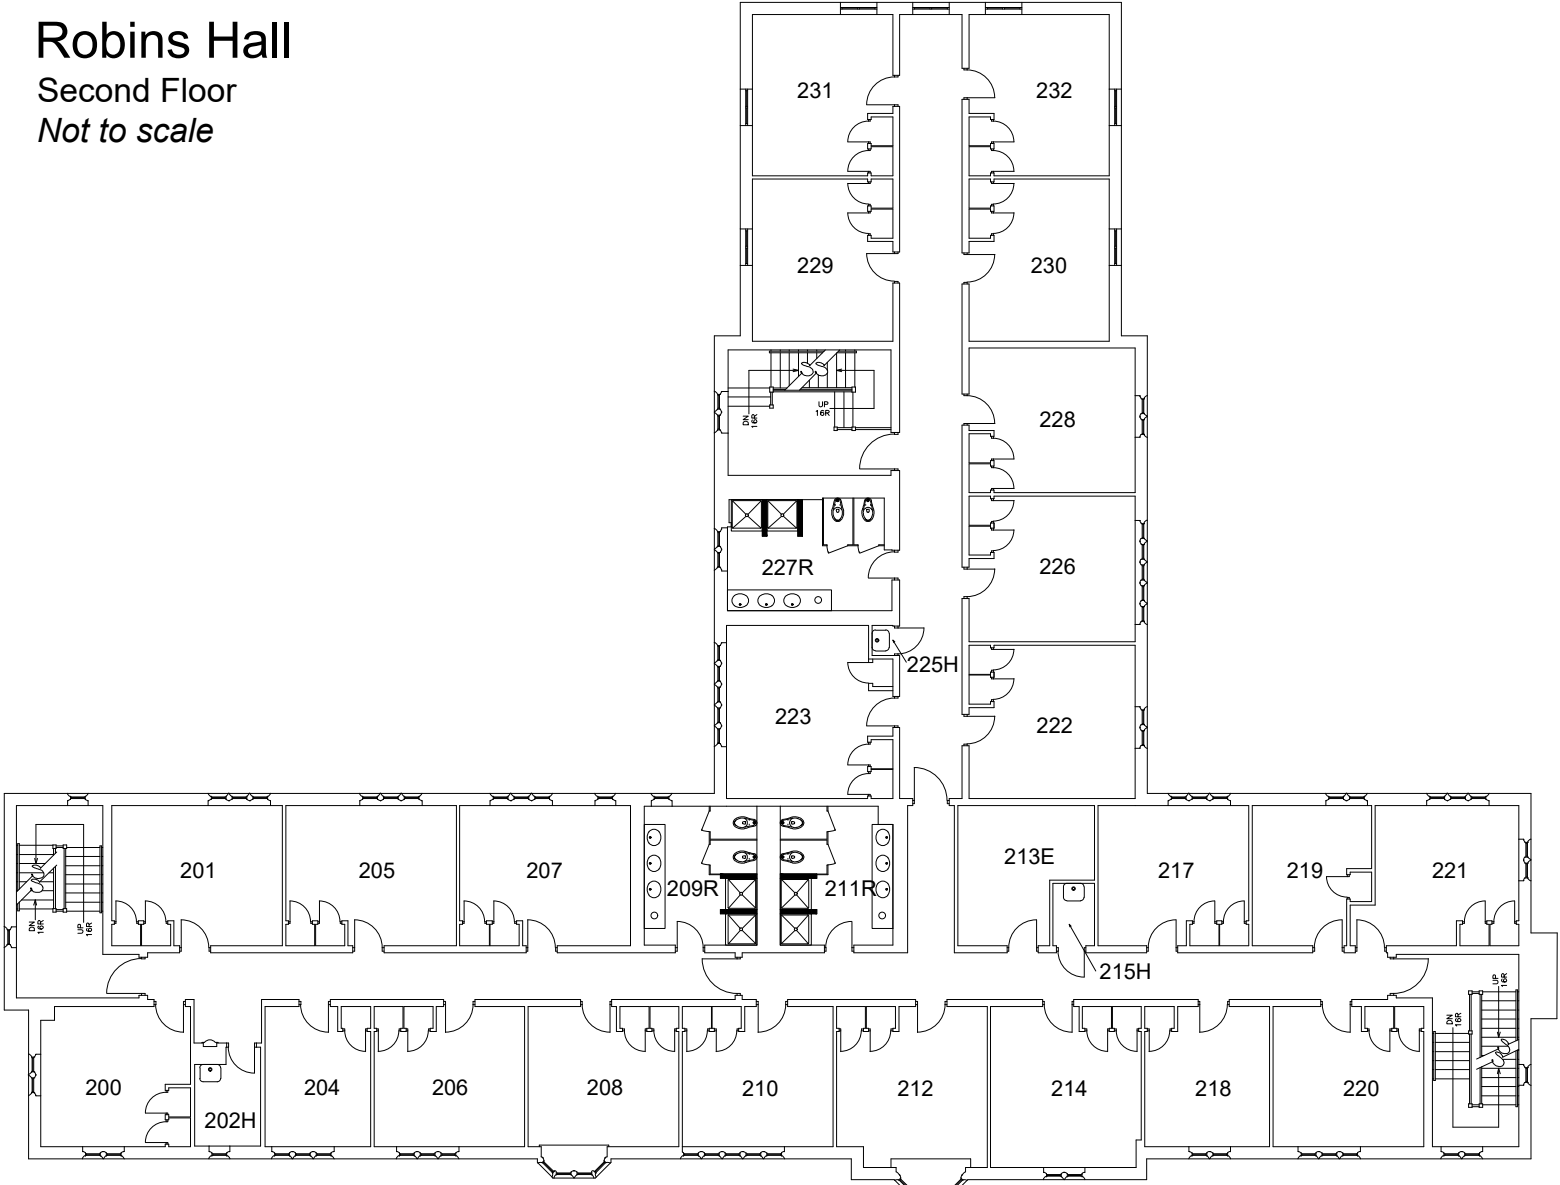 Robins Hall
Second Floor
Not to scale
231
232
229
230
UP
16R
DN
16R
228
227R
226
225H
223
222
201
205
207
209R
211R
213E
217
219
221
DN
16R
UP
16R
215H
UP
16R
DN
16R
200
202H
204
206
208
210
212
214
218
220